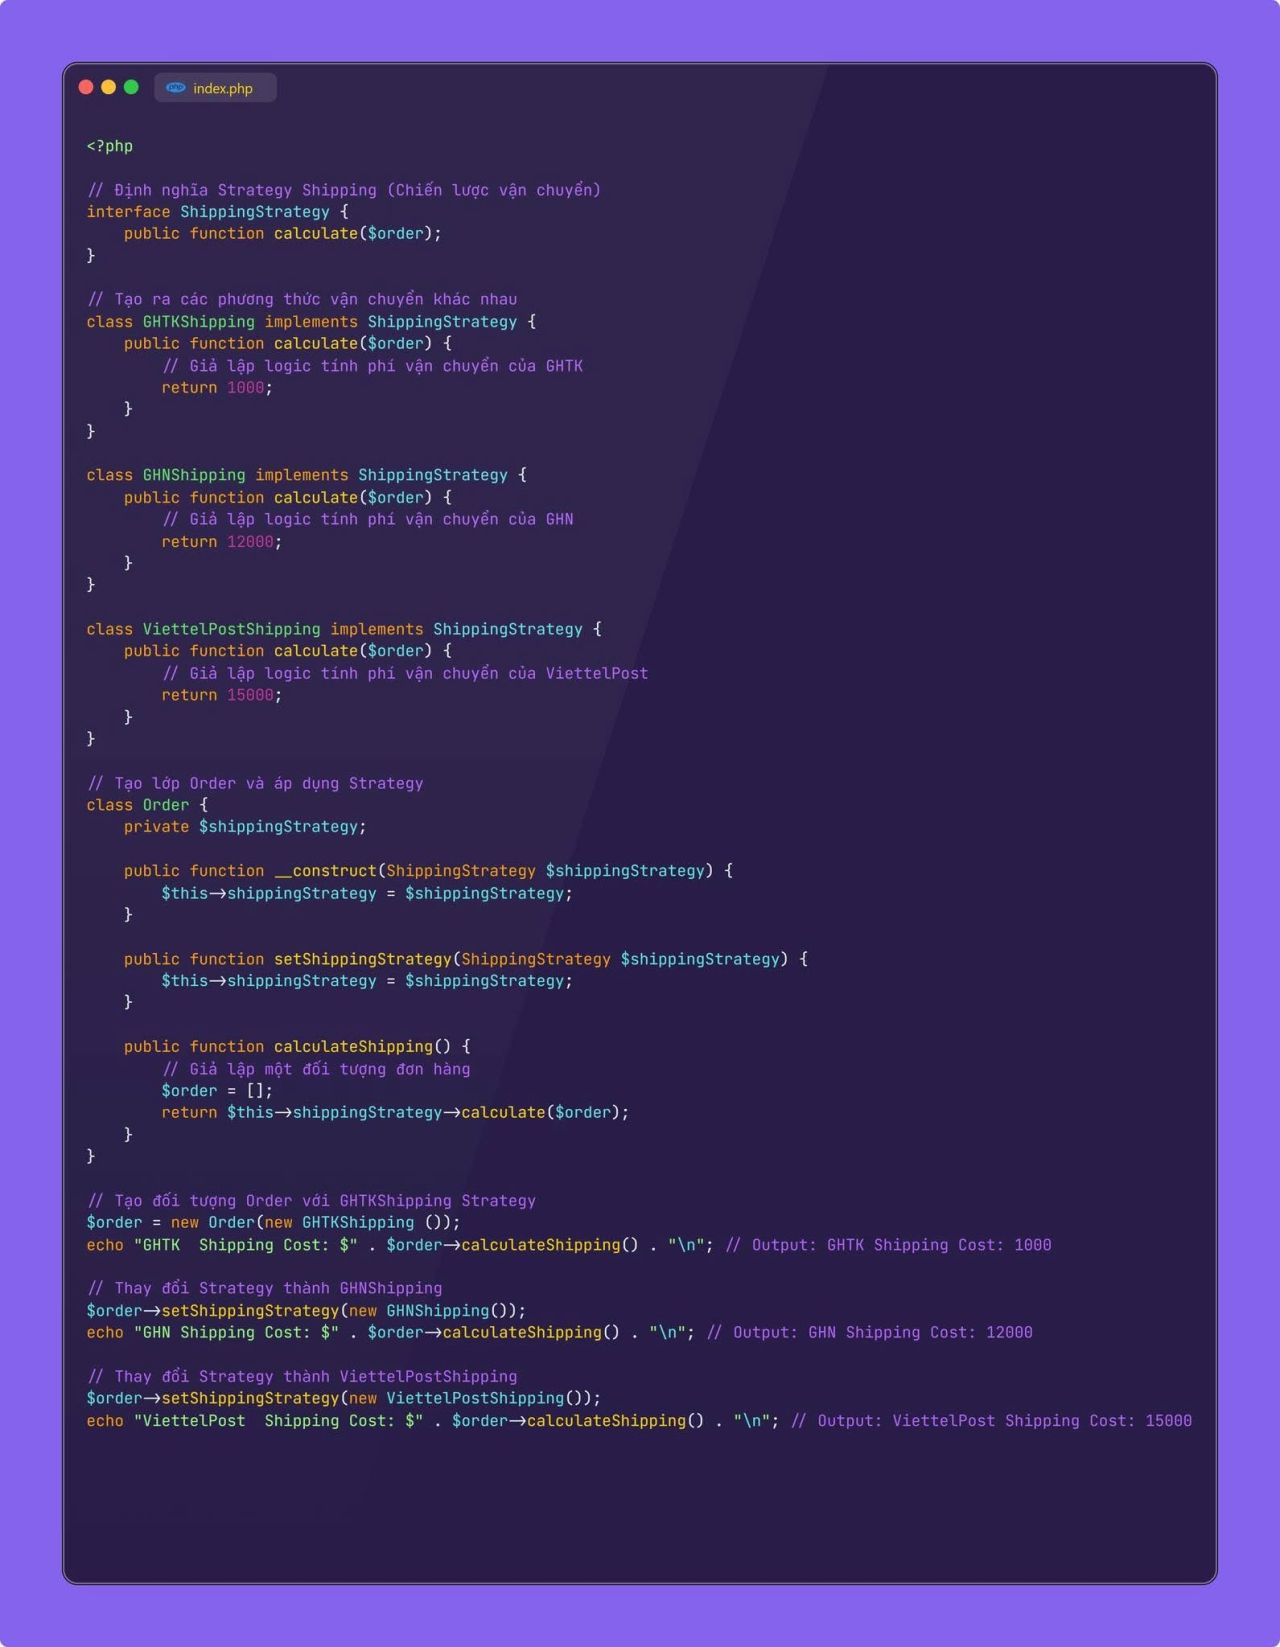 php index.php
<?php
// Định nghĩa Strategy Shipping (Chiến lược vận chuyển)
interface ShippingStrategy {
    public function calculate($order);
}
// Tạo ra các phương thức vận chuyển khác nhau
class GHTKShipping implements ShippingStrategy {
    public function calculate($order) {
        // Giả lập logic tính phí vận chuyển của GHTK
        return 1000;
    }
}
class GHNShipping implements ShippingStrategy {
    public function calculate($order) {
        // Giả lập logic tính phí vận chuyển của GHN
        return 12000;
    }
}
class ViettelPostShipping implements ShippingStrategy {
    public function calculate($order) {
        // Giả lập logic tính phí vận chuyển của ViettelPost
        return 15000;
    }
}
// Tạo lớp Order và áp dụng Strategy
class Order {
    private $shippingStrategy;
    public function __construct(ShippingStrategy $shippingStrategy) {
        $this->shippingStrategy = $shippingStrategy;
    }
    public function setShippingStrategy(ShippingStrategy $shippingStrategy) {
        $this->shippingStrategy = $shippingStrategy;
    }
    public function calculateShipping() {
        // Giả lập một đối tượng đơn hàng
        $order = [];
        return $this->shippingStrategy->calculate($order);
    }
}
// Tạo đối tượng Order với GHTKShipping Strategy
$order = new Order(new GHTKShipping ());
echo "GHTK  Shipping Cost: $" . $order->calculateShipping() . "\n"; // Output: GHTK Shipping Cost: 1000
// Thay đổi Strategy thành GHNShipping
$order->setShippingStrategy(new GHNShipping());
echo "GHN Shipping Cost: $" . $order->calculateShipping() . "\n"; // Output: GHN Shipping Cost: 12000
// Thay đổi Strategy thành ViettelPostShipping
$order->setShippingStrategy(new ViettelPostShipping());
echo "ViettelPost  Shipping Cost: $" . $order->calculateShipping() . "\n"; // Output: ViettelPost Shipping Cost: 15000